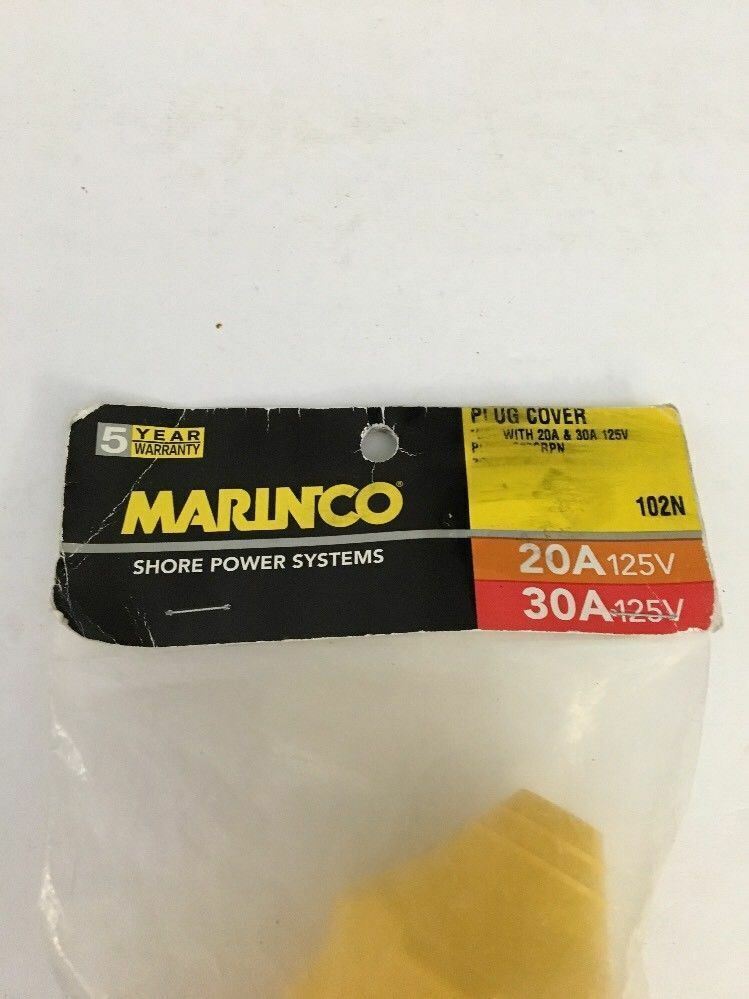 5 YEAR
WARRANTY
MARINCO®
SHORE POWER SYSTEMS
PLUG COVER
WITH 20A & 30A 125V
102N
20A 125V
30A 125V